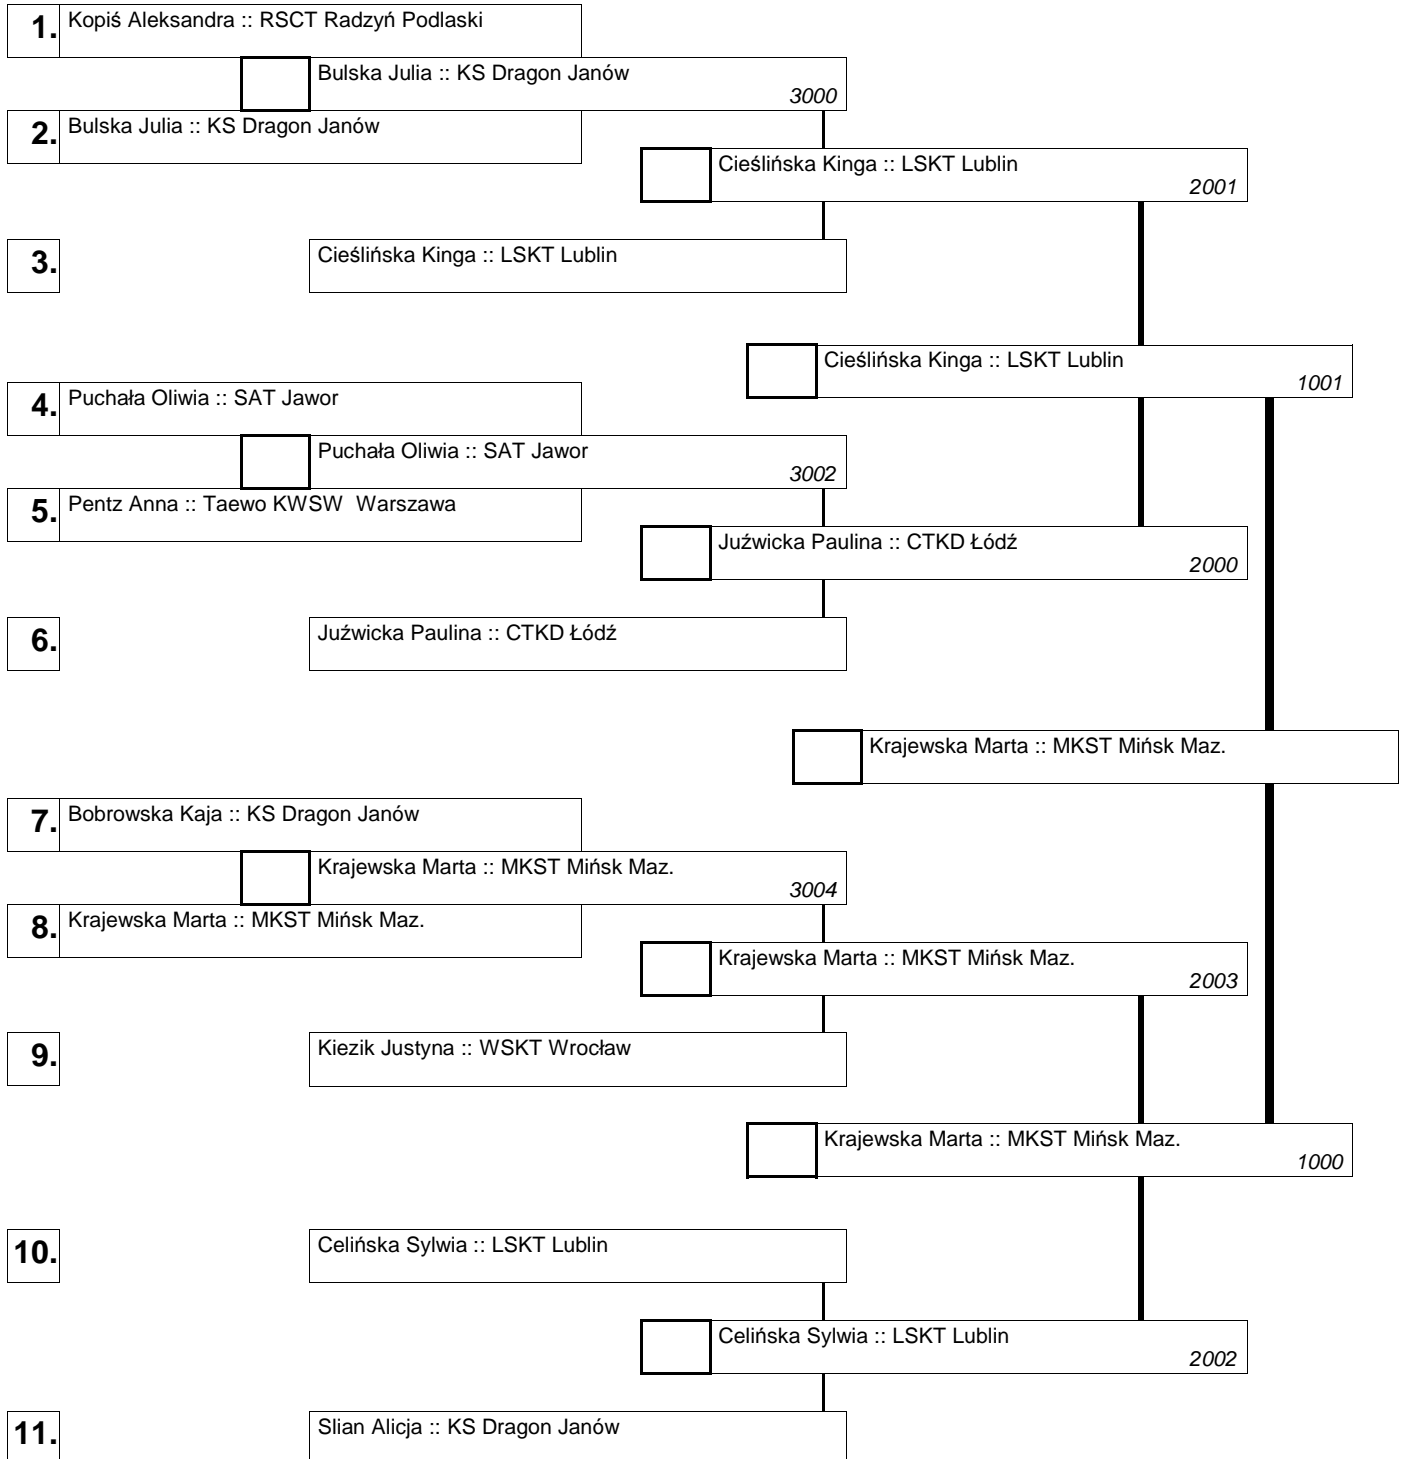 1. Kopiś Aleksandra :: RSCT Radzyń Podlaski
Bulska Julia :: KS Dragon Janów
3000
2. Bulska Julia :: KS Dragon Janów
Cieślińska Kinga :: LSKT Lublin
2001
3. Cieślińska Kinga :: LSKT Lublin
Cieślińska Kinga :: LSKT Lublin
1001
4. Puchała Oliwia :: SAT Jawor
Puchała Oliwia :: SAT Jawor
3002
5. Pentz Anna :: Taewo KWSW  Warszawa
Juźwicka Paulina :: CTKD Łódź
2000
6. Juźwicka Paulina :: CTKD Łódź
Krajewska Marta :: MKST Mińsk Maz.
7. Bobrowska Kaja :: KS Dragon Janów
Krajewska Marta :: MKST Mińsk Maz.
3004
8. Krajewska Marta :: MKST Mińsk Maz.
Krajewska Marta :: MKST Mińsk Maz.
2003
9. Kiezik Justyna :: WSKT Wrocław
Krajewska Marta :: MKST Mińsk Maz.
1000
10. Celińska Sylwia :: LSKT Lublin
Celińska Sylwia :: LSKT Lublin
2002
11. Slian Alicja :: KS Dragon Janów